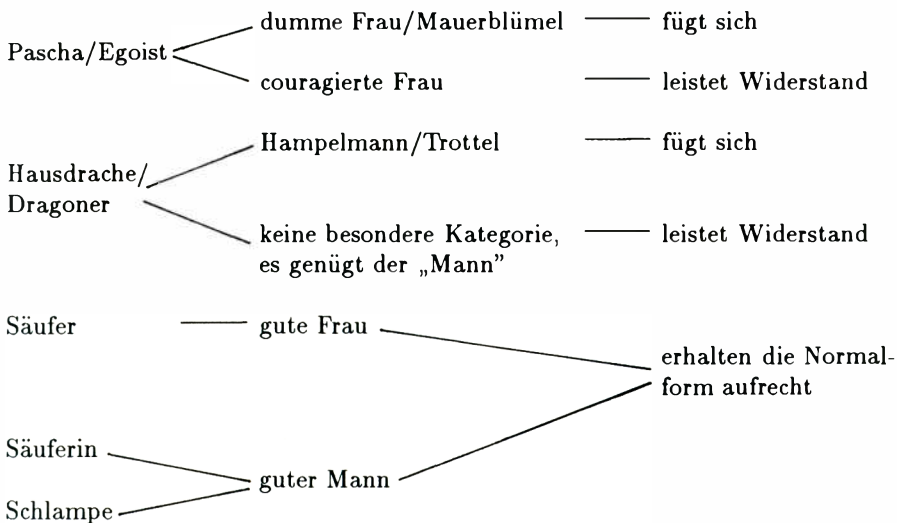 dumme Frau/Mauerblümel fügt sich
Pascha/Egoist
couragierte Frau leistet Widerstand
Hampelmann/Trottel fügt sich
Hausdrache/
Dragoner
keine besondere Kategorie, leistet Widerstand
es genügt der „Mann”
Säufer gute Frau
erhalten die Normal-
form aufrecht
Säuferin
guter Mann
Schlampe